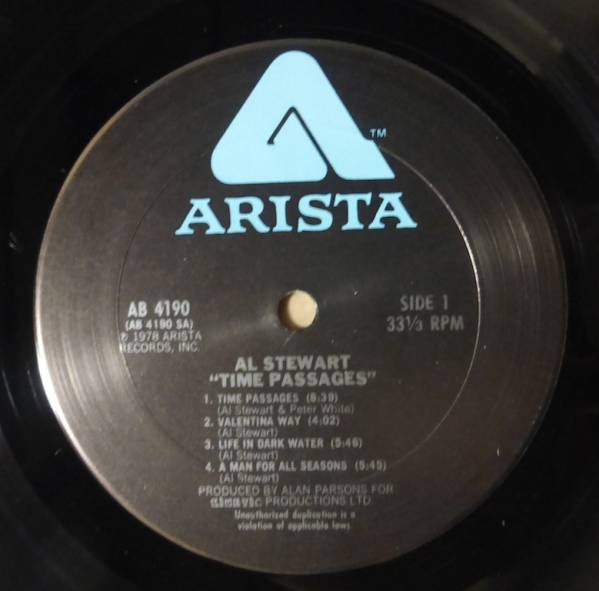 TM
ARISTA
AB 4190
(AB 4190 SA)
℗ 1978 ARISTA
RECORDS, INC.
SIDE 1
33⅓ RPM
AL STEWART
"TIME PASSAGES"
1. TIME PASSAGES (6:39)
(Al Stewart & Peter White)
2. VALENTINA WAY (4:02)
(Al Stewart)
3. LIFE IN DARK WATER (5:46)
(Al Stewart)
4. A MAN FOR ALL SEASONS (5:45)
(Al Stewart)
PRODUCED BY ALAN PARSONS FOR
PRODUCTIONS LTD.
Unauthorized duplication is a
violation of applicable laws